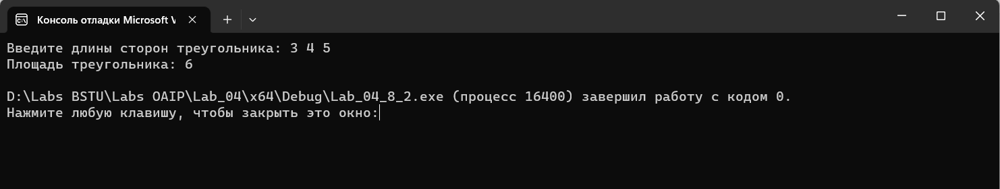 Консоль отладки Microsoft V
Введите длины сторон треугольника: 3 4 5
Площадь треугольника: 6
D:\Labs BSTU\Labs OAIP\Lab_04\x64\Debug\Lab_04_8_2.exe (процесс 16400) завершил работу с кодом 0.
Нажмите любую клавишу, чтобы закрыть это окно: